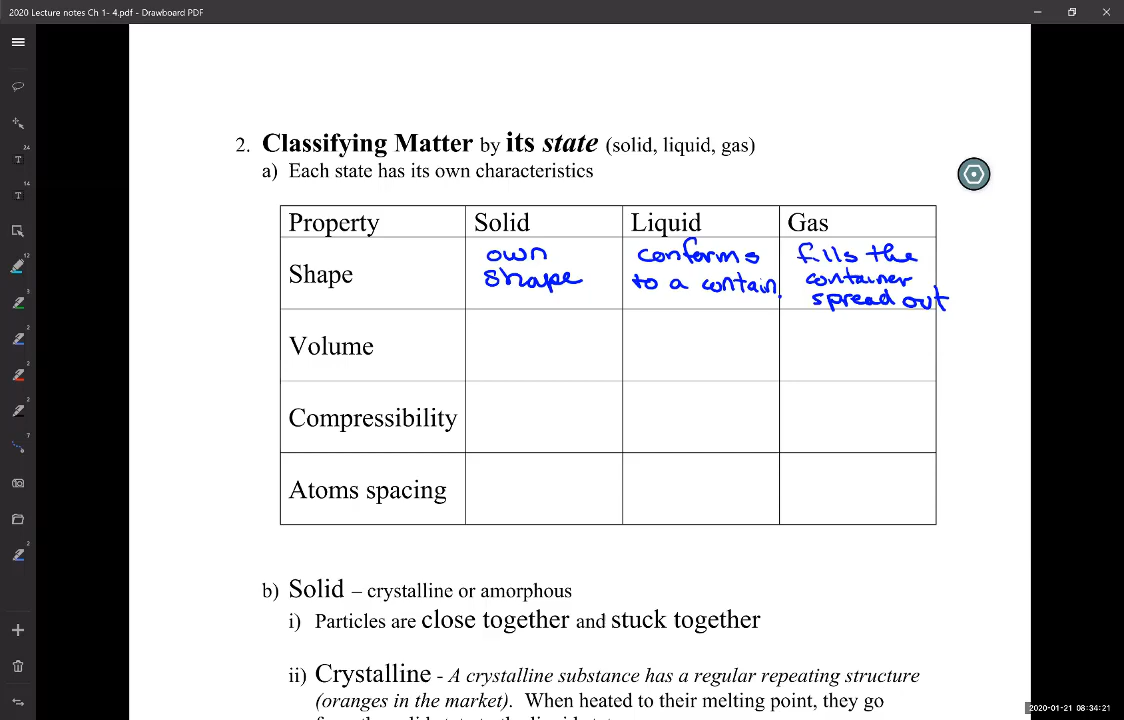 2020 Lecture notes Ch 1- 4.pdf - Drawboard PDF
2. Classifying Matter by its state (solid, liquid, gas)
a) Each state has its own characteristics
Property Solid Liquid Gas
Shape
own
shape
conforms
to a contain.
fills the
container
spread out
Volume
Compressibility
Atoms spacing
b) Solid – crystalline or amorphous
i) Particles are close together and stuck together
ii) Crystalline - A crystalline substance has a regular repeating structure
(oranges in the market). When heated to their melting point, they go
2020-01-21 08:34:21